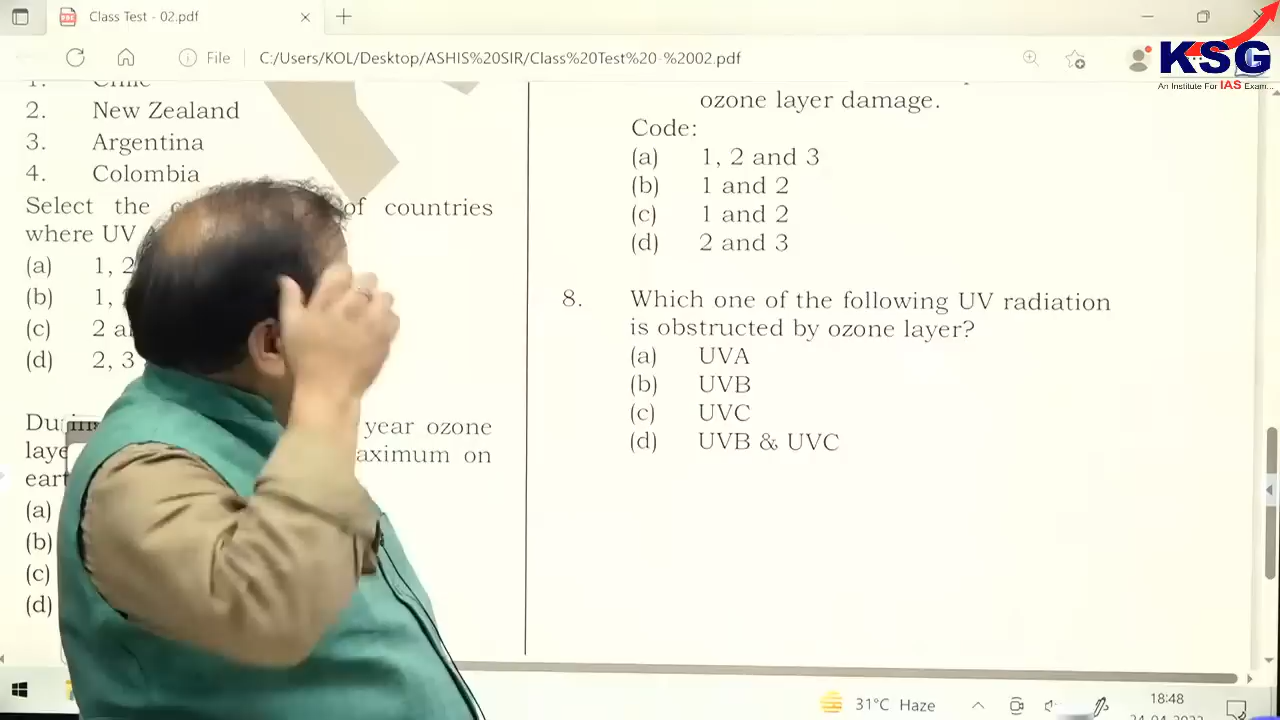 Class Test - 02.pdf
File C:/Users/KOL/Desktop/ASHIS%20SIR/Class%20Test%20-%2002.pdf
KSG
An Institute For IAS Exam...
2. New Zealand
3. Argentina
4. Colombia
Select the of countries
where UV
(a) 1, 2
(b) 1,
(c) 2
(d) 2, 3
year ozone
on
(a)
(b)
(c)
(d)
ozone layer damage.
Code:
(a) 1, 2 and 3
(b) 1 and 2
(c) 1 and 2
(d) 2 and 3
8. Which one of the following UV radiation
is obstructed by ozone layer?
(a) UVA
(b) UVB
(c) UVC
(d) UVB & UVC
31°C Haze
18:48